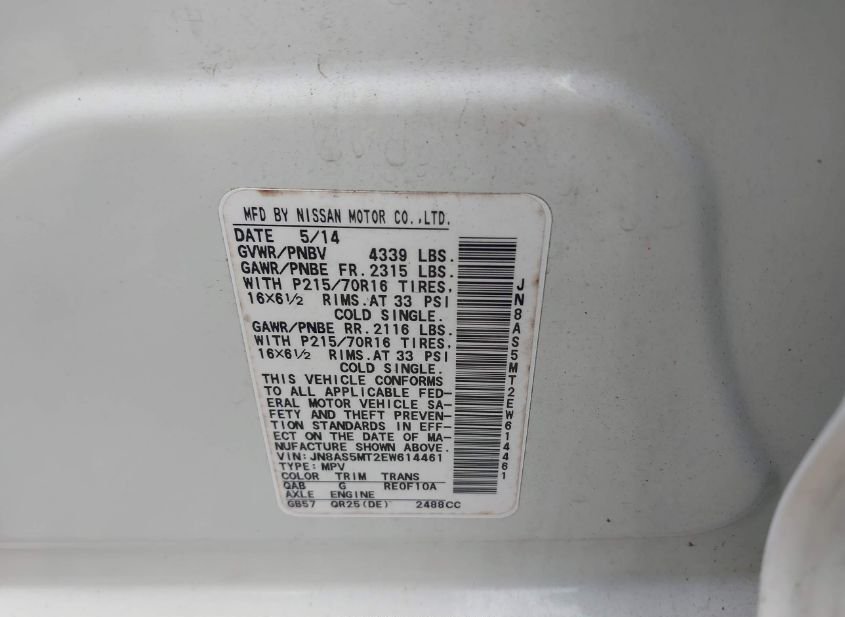 MFD BY NISSAN MOTOR CO.,LTD.
DATE 5/14
GVWR/PNBV 4339 LBS.
GAWR/PNBE FR.2315 LBS.
WITH P215/70R16 TIRES,
16×6½ RIMS.AT 33 PSI
COLD SINGLE.
GAWR/PNBE RR.2116 LBS.
WITH P215/70R16 TIRES,
16×6½ RIMS.AT 33 PSI
COLD SINGLE.
THIS VEHICLE CONFORMS
TO ALL APPLICABLE FED-
ERAL MOTOR VEHICLE SA-
FETY AND THEFT PREVEN-
TION STANDARDS IN EFF-
ECT ON THE DATE OF MA-
NUFACTURE SHOWN ABOVE.
VIN: JN8AS5MT2EW614461
TYPE: MPV
COLOR TRIM TRANS
QAB G RE0F10A
AXLE ENGINE
GB57 QR25(DE) 2488CC
JN8AS5MT2EW614461